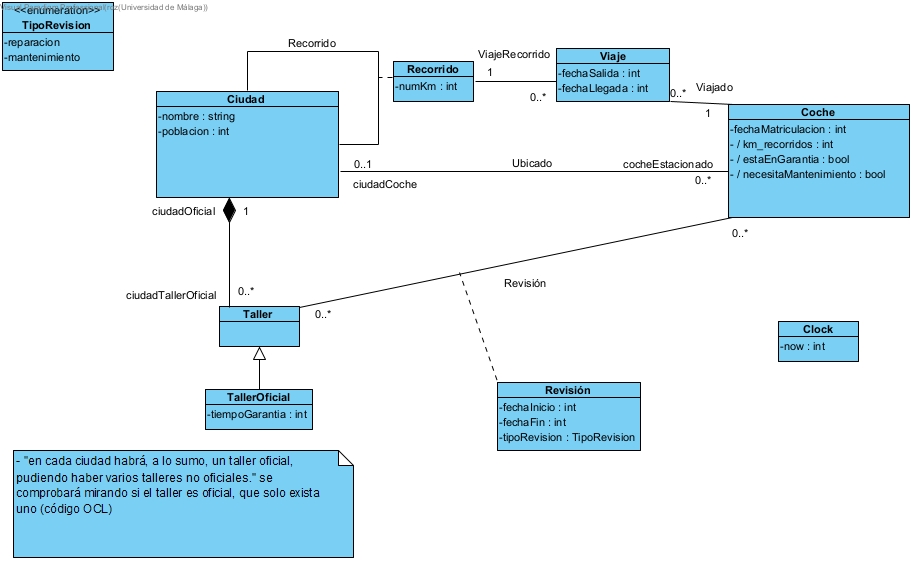 (Universidad de Málaga))
<<enumeration>>
TipoRevision
-reparacion
-mantenimiento
Recorrido
Recorrido
-numKm : int
ViajeRecorrido
1
0..*
Viaje
-fechaSalida : int
-fechaLlegada : int
0..*
Viajado
1
Ciudad
-nombre : string
-poblacion : int
Coche
-fechaMatriculacion : int
- / km_recorridos : int
- / estaEnGarantia : bool
- / necesitaMantenimiento : bool
0..1
Ubicado
cocheEstacionado
ciudadCoche
0..*
ciudadOficial
1
0..*
Revisión
ciudadTallerOficial
0..*
0..*
Taller
Clock
-now : int
TallerOficial
-tiempoGarantia : int
Revisión
-fechaInicio : int
-fechaFin : int
-tipoRevision : TipoRevision
- "en cada ciudad habrá, a lo sumo, un taller oficial,
pudiendo haber varios talleres no oficiales." se
comprobará mirando si el taller es oficial, que solo exista
uno (código OCL)